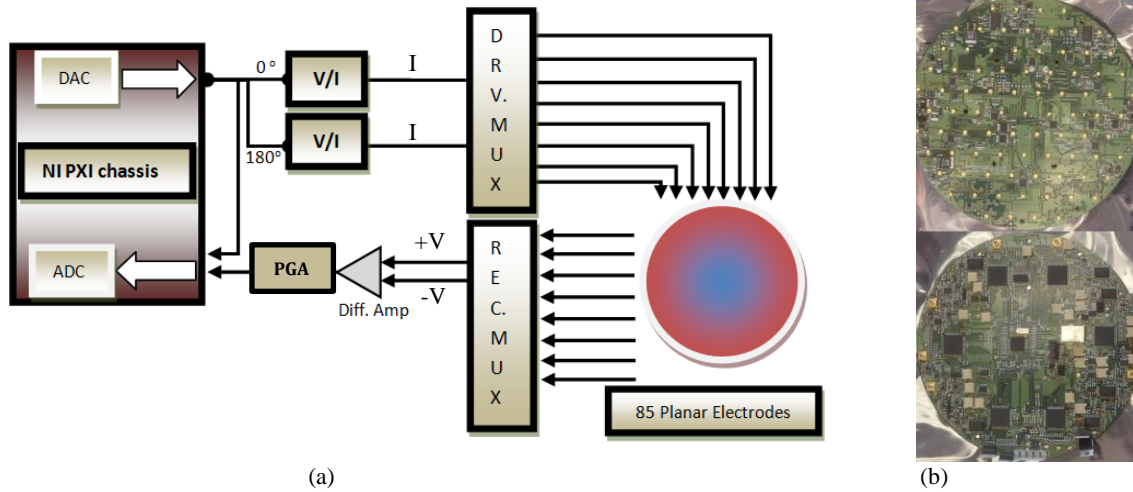 DAC
NI PXI chassis
ADC
0 °
180°
V/I
V/I
I
I
D
R
V.
M
U
X
R
E
C.
M
U
X
+V
-V
PGA
Diff. Amp
85 Planar Electrodes
(a)
(b)